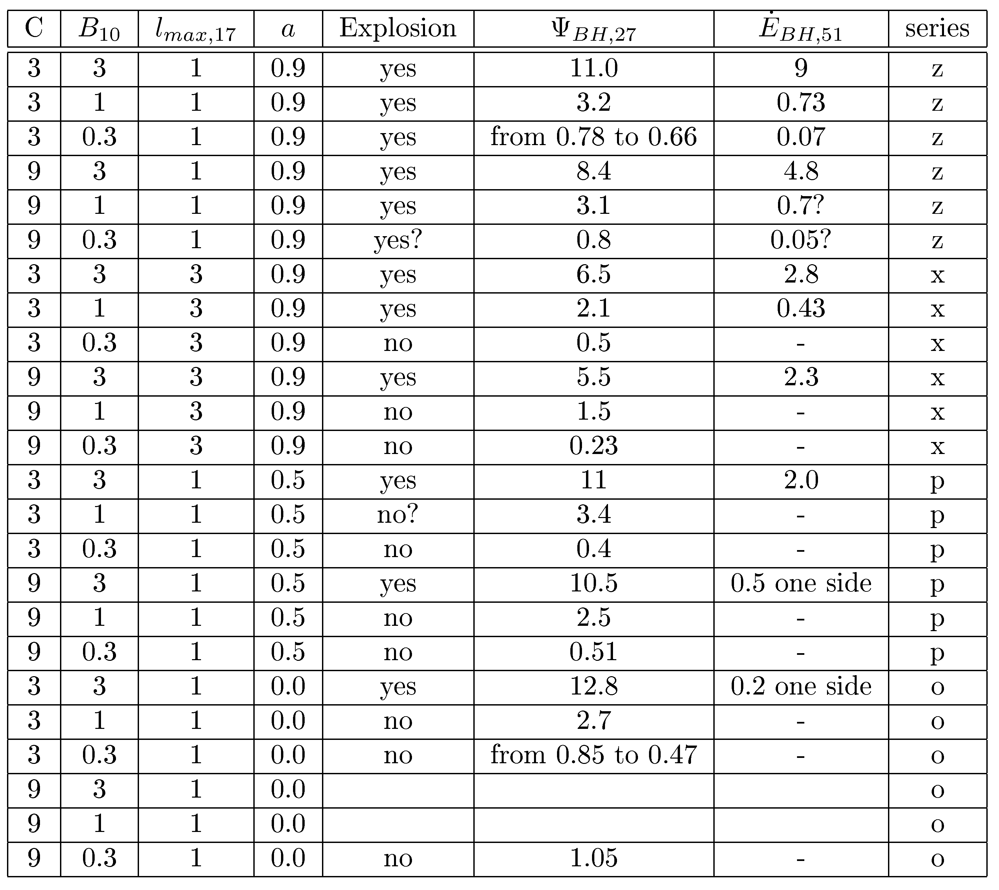 C B₁₀ l_max,17 a Explosion Ψ_BH,27 Ė_BH,51 series
3 3 1 0.9 yes 11.0 9 z
3 1 1 0.9 yes 3.2 0.73 z
3 0.3 1 0.9 yes from 0.78 to 0.66 0.07 z
9 3 1 0.9 yes 8.4 4.8 z
9 1 1 0.9 yes 3.1 0.7? z
9 0.3 1 0.9 yes? 0.8 0.05? z
3 3 3 0.9 yes 6.5 2.8 x
3 1 3 0.9 yes 2.1 0.43 x
3 0.3 3 0.9 no 0.5 - x
9 3 3 0.9 yes 5.5 2.3 x
9 1 3 0.9 no 1.5 - x
9 0.3 3 0.9 no 0.23 - x
3 3 1 0.5 yes 11 2.0 p
3 1 1 0.5 no? 3.4 - p
3 0.3 1 0.5 no 0.4 - p
9 3 1 0.5 yes 10.5 0.5 one side p
9 1 1 0.5 no 2.5 - p
9 0.3 1 0.5 no 0.51 - p
3 3 1 0.0 yes 12.8 0.2 one side o
3 1 1 0.0 no 2.7 - o
3 0.3 1 0.0 no from 0.85 to 0.47 - o
9 3 1 0.0 o
9 1 1 0.0 o
9 0.3 1 0.0 no 1.05 - o